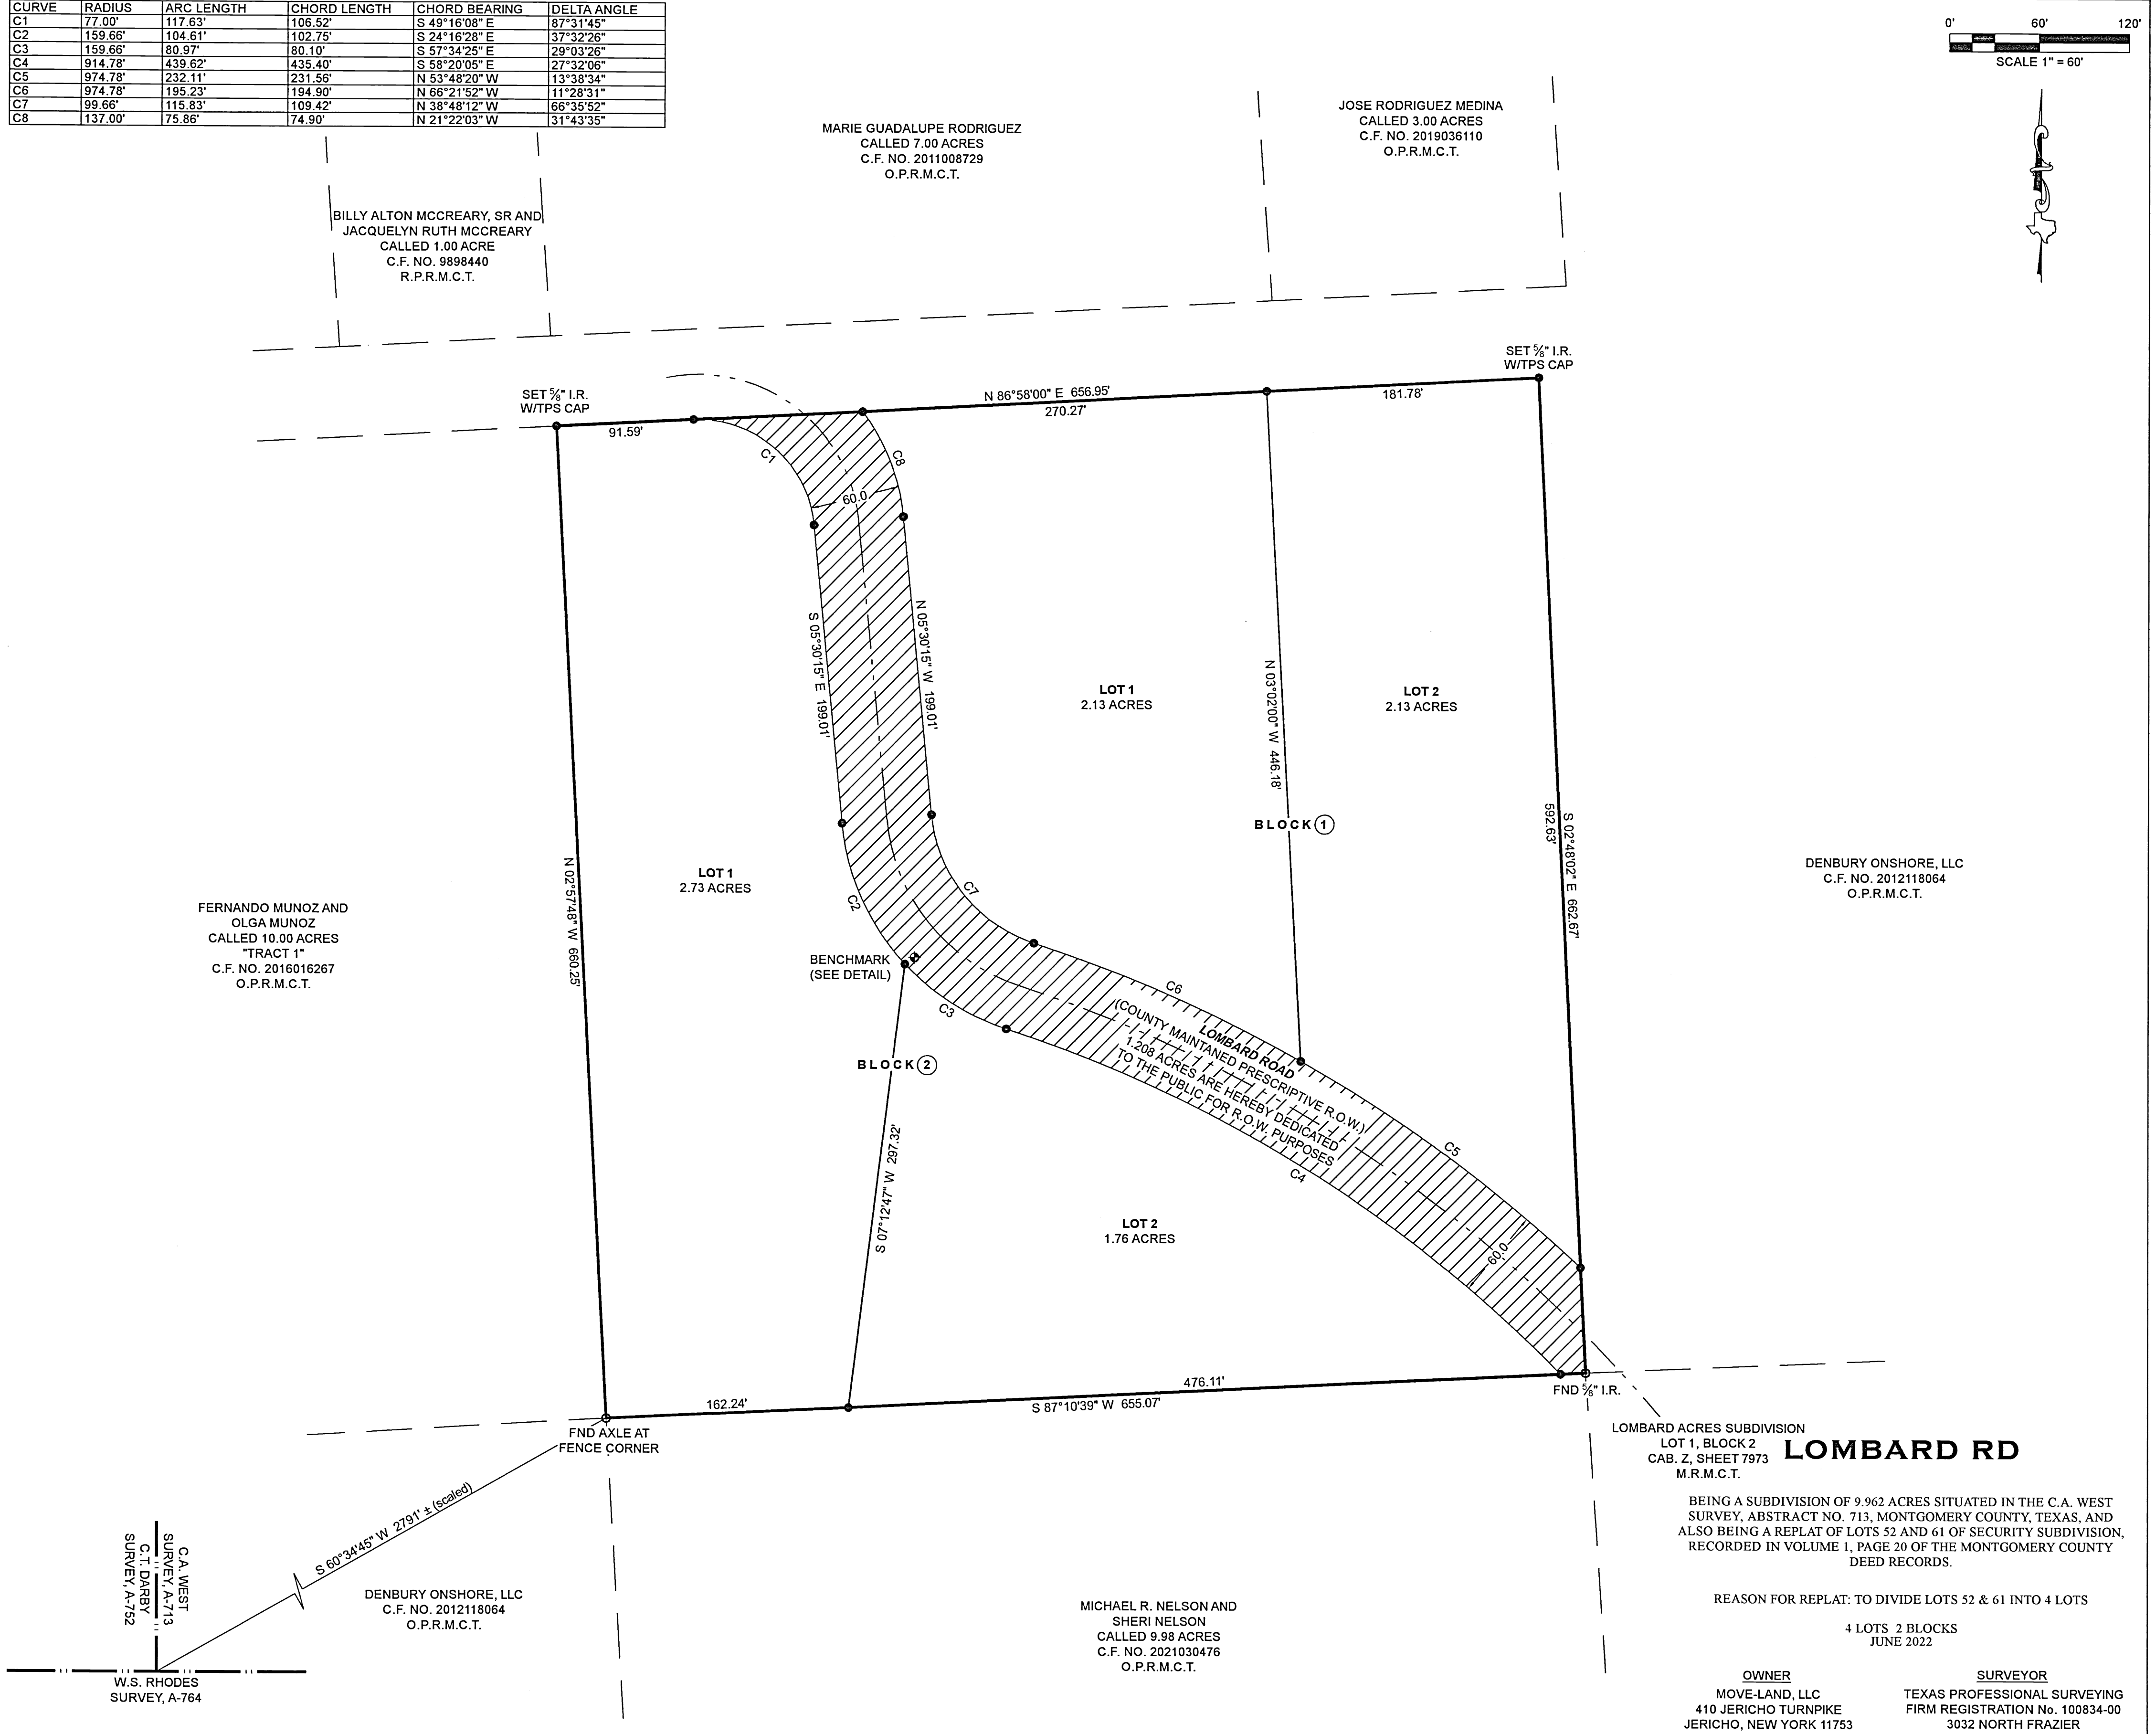 CURVE RADIUS ARC LENGTH CHORD LENGTH CHORD BEARING DELTA ANGLE
C1 77.00' 117.63' 106.52' S 49°16'08" E 87°31'45"
C2 159.66' 104.61' 102.75' S 24°16'28" E 37°32'26"
C3 159.66' 80.97' 80.10' S 57°34'25" E 29°03'26"
C4 914.78' 439.62' 435.40' S 58°20'05" E 27°32'06"
C5 974.78' 232.11' 231.56' N 53°48'20" W 13°38'34"
C6 974.78' 195.23' 194.90' N 66°21'52" W 11°28'31"
C7 99.66' 115.83' 109.42' N 38°48'12" W 66°35'52"
C8 137.00' 75.86' 74.90' N 21°22'03" W 31°43'35"
0' 60' 120'
SCALE 1" = 60'
BILLY ALTON MCCREARY, SR AND
JACQUELYN RUTH MCCREARY
CALLED 1.00 ACRE
C.F. NO. 9898440
R.P.R.M.C.T.
MARIE GUADALUPE RODRIGUEZ
CALLED 7.00 ACRES
C.F. NO. 2011008729
O.P.R.M.C.T.
JOSE RODRIGUEZ MEDINA
CALLED 3.00 ACRES
C.F. NO. 2019036110
O.P.R.M.C.T.
SET ⅝" I.R.
W/TPS CAP
SET ⅝" I.R.
W/TPS CAP
N 86°58'00" E 656.95'
91.59'
270.27'
181.78'
C1
C8
60.0
S 05°30'15" E 199.01'
N 05°30'15" W 199.01'
LOT 1
2.13 ACRES
N 03°02'00" W 446.18'
LOT 2
2.13 ACRES
BLOCK 1
S 02°48'02" E 662.67'
592.63'
LOT 1
2.73 ACRES
N 02°57'48" W 660.25'
C2
C7
FERNANDO MUNOZ AND
OLGA MUNOZ
CALLED 10.00 ACRES
"TRACT 1"
C.F. NO. 2016016267
O.P.R.M.C.T.
DENBURY ONSHORE, LLC
C.F. NO. 2012118064
O.P.R.M.C.T.
BENCHMARK
(SEE DETAIL)
C3
C6
LOMBARD ROAD
(COUNTY MAINTANED PRESCRIPTIVE R.O.W.)
1.208 ACRES ARE HEREBY DEDICATED
TO THE PUBLIC FOR R.O.W. PURPOSES
C5
C4
60.0
BLOCK 2
S 07°12'47" W 297.32'
LOT 2
1.76 ACRES
162.24'
476.11'
S 87°10'39" W 655.07'
FND ⅝" I.R.
FND AXLE AT
FENCE CORNER
S 60°34'45" W 2791' ± (scaled)
C.A. WEST
SURVEY, A-713
C.T. DARBY
SURVEY, A-752
W.S. RHODES
SURVEY, A-764
DENBURY ONSHORE, LLC
C.F. NO. 2012118064
O.P.R.M.C.T.
MICHAEL R. NELSON AND
SHERI NELSON
CALLED 9.98 ACRES
C.F. NO. 2021030476
O.P.R.M.C.T.
LOMBARD ACRES SUBDIVISION
LOT 1, BLOCK 2
CAB. Z, SHEET 7973
M.R.M.C.T.
LOMBARD RD
BEING A SUBDIVISION OF 9.962 ACRES SITUATED IN THE C.A. WEST
SURVEY, ABSTRACT NO. 713, MONTGOMERY COUNTY, TEXAS, AND
ALSO BEING A REPLAT OF LOTS 52 AND 61 OF SECURITY SUBDIVISION,
RECORDED IN VOLUME 1, PAGE 20 OF THE MONTGOMERY COUNTY
DEED RECORDS.
REASON FOR REPLAT: TO DIVIDE LOTS 52 & 61 INTO 4 LOTS
4 LOTS 2 BLOCKS
JUNE 2022
OWNER
MOVE-LAND, LLC
410 JERICHO TURNPIKE
JERICHO, NEW YORK 11753
SURVEYOR
TEXAS PROFESSIONAL SURVEYING
FIRM REGISTRATION No. 100834-00
3032 NORTH FRAZIER